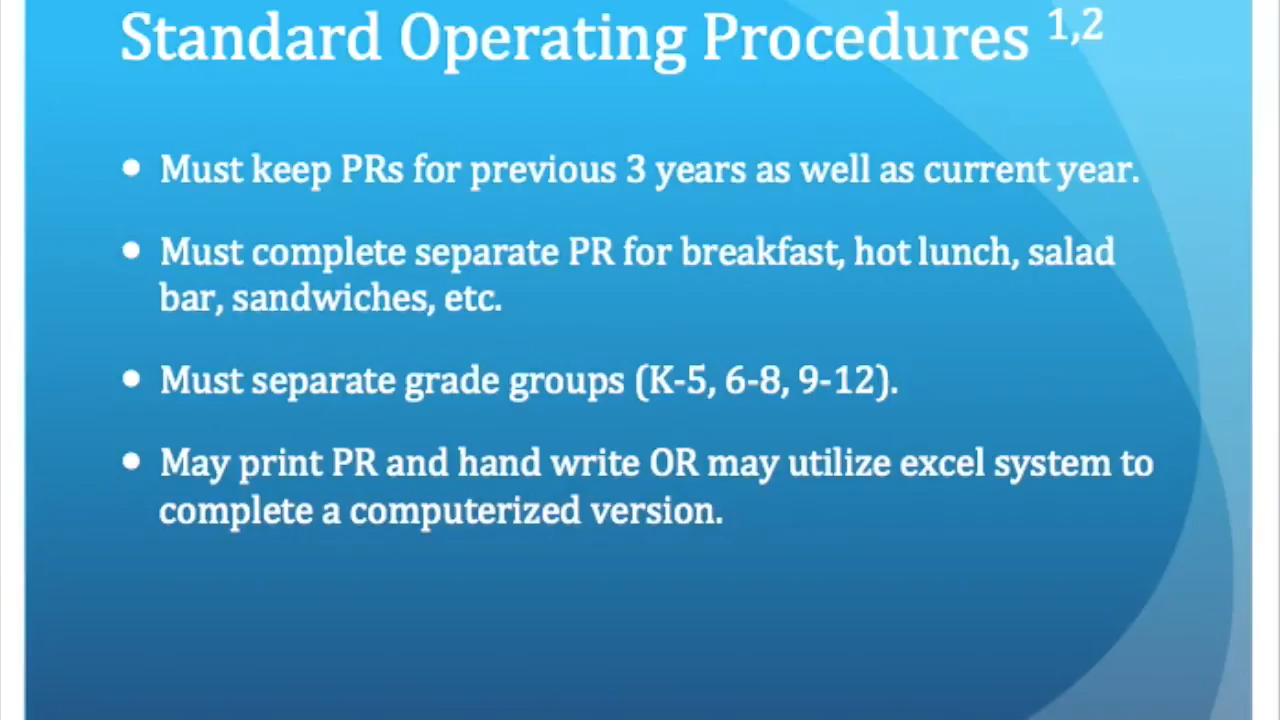 Standard Operating Procedures 1,2
• Must keep PRs for previous 3 years as well as current year.
• Must complete separate PR for breakfast, hot lunch, salad
bar, sandwiches, etc.
• Must separate grade groups (K-5, 6-8, 9-12).
• May print PR and hand write OR may utilize excel system to
complete a computerized version.